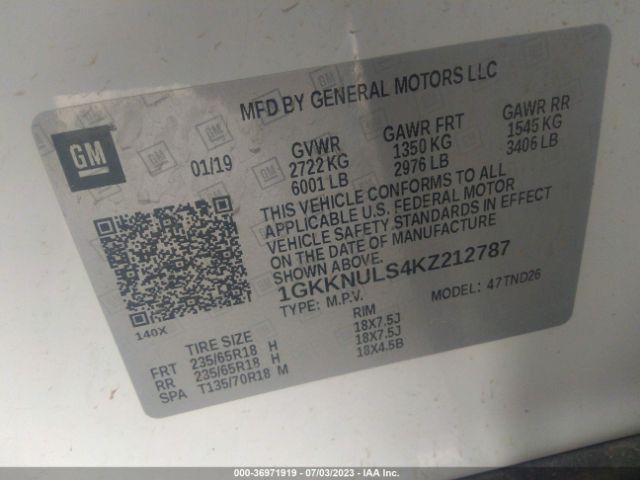 MFD BY GENERAL MOTORS LLC
GM
01/19
GVWR
2722 KG
6001 LB
GAWR FRT
1350 KG
2976 LB
GAWR RR
1545 KG
3406 LB
THIS VEHICLE CONFORMS TO ALL
APPLICABLE U.S. FEDERAL MOTOR
VEHICLE SAFETY STANDARDS IN EFFECT
ON THE DATE OF MANUFACTURE
SHOWN ABOVE.
1GKKNULS4KZ212787
TYPE: M.P.V.
MODEL: 47TND26
140X
TIRE SIZE
RIM
FRT 235/65R18 H 18X7.5J
RR 235/65R18 H 18X7.5J
SPA T135/70R18 M 18X4.5B
000-36971919 - 07/03/2023 - IAA Inc.